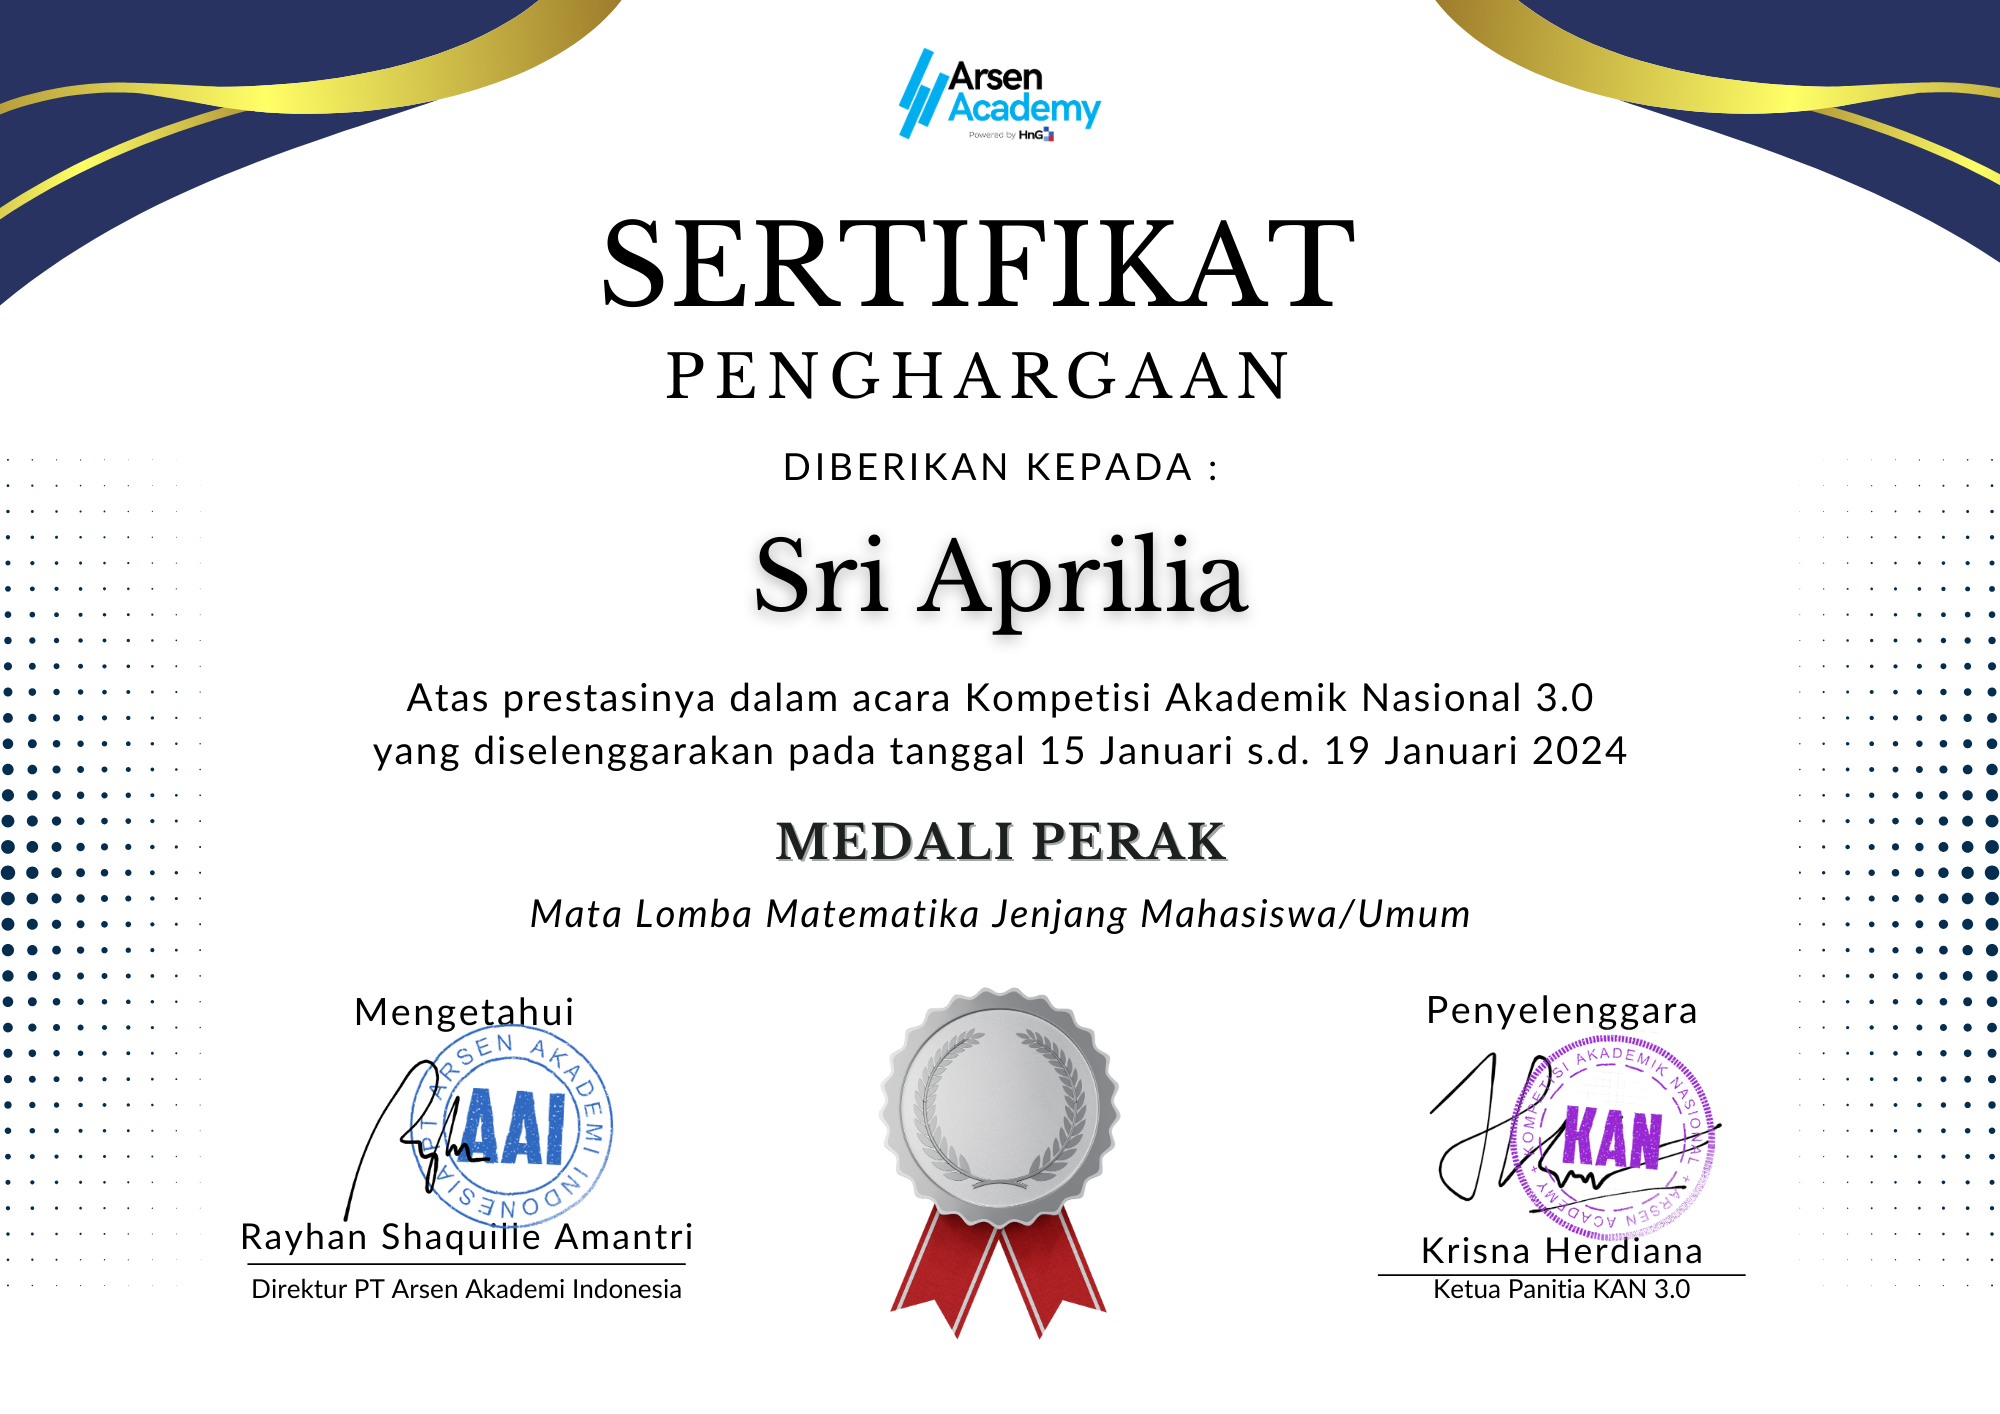 Arsen
Academy
Powered by HnG
SERTIFIKAT
PENGHARGAAN
DIBERIKAN KEPADA :
Sri Aprilia
Atas prestasinya dalam acara Kompetisi Akademik Nasional 3.0
yang diselenggarakan pada tanggal 15 Januari s.d. 19 Januari 2024
MEDALI PERAK
Mata Lomba Matematika Jenjang Mahasiswa/Umum
Mengetahui
PT ARSEN AKADEMI INDONESIA
AAI
Rayhan Shaquille Amantri
Direktur PT Arsen Akademi Indonesia
Penyelenggara
KOMPETISI AKADEMIK NASIONAL + ARSEN ACADEMY +
KAN
Krisna Herdiana
Ketua Panitia KAN 3.0